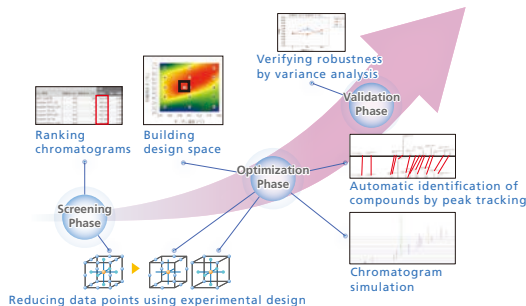 Verifying robustness
by variance analysis
Validation
Phase
Ranking
chromatograms
Building
design space
Optimization
Phase
Automatic identification of
compounds by peak tracking
Screening
Phase
Chromatogram
simulation
Reducing data points using experimental design